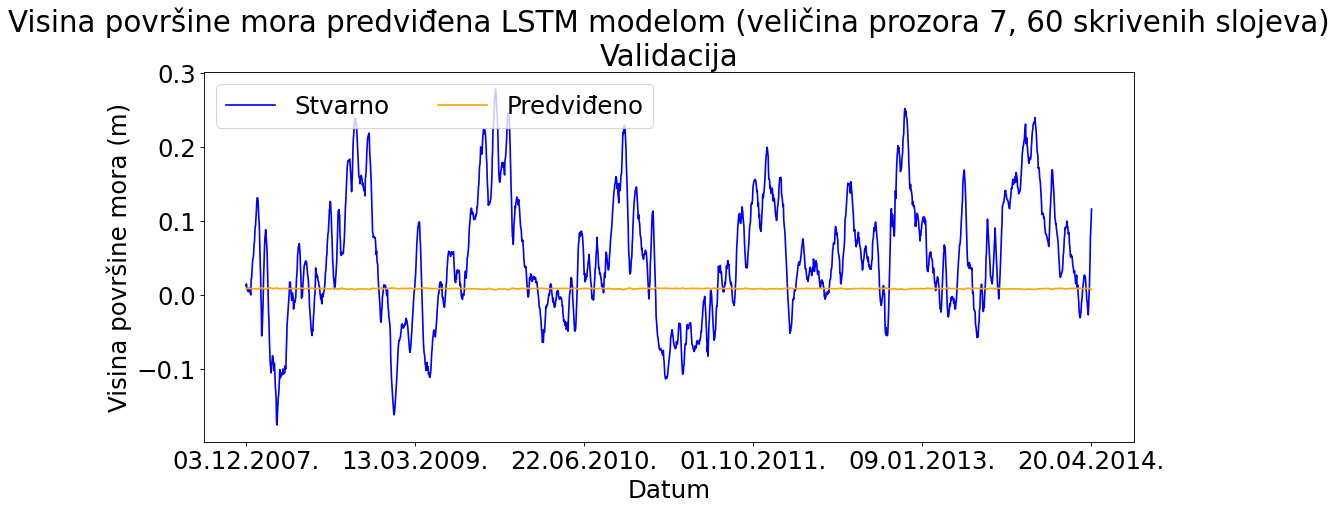 Visina površine mora predviđena LSTM modelom (veličina prozora 7, 60 skrivenih slojeva)
Validacija
Stvarno Predviđeno
Visina površine mora (m)
0.3
0.2
0.1
0.0
−0.1
03.12.2007. 13.03.2009. 22.06.2010. 01.10.2011. 09.01.2013. 20.04.2014.
Datum